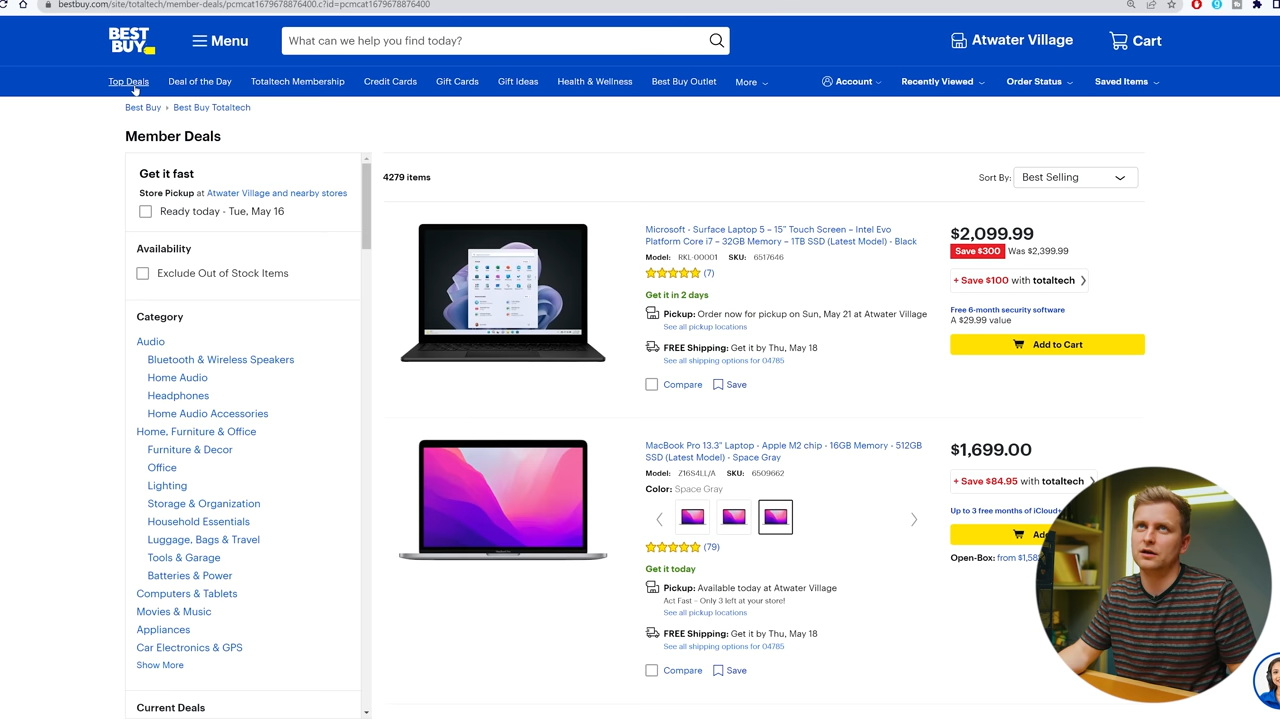 bestbuy.com/site/totaltech/member-deals/pcmcat1679678876400.c?id=pcmcat1679678876400
BEST BUY
Menu
What can we help you find today?
Atwater Village
Cart
Top Deals
Deal of the Day
Totaltech Membership
Credit Cards
Gift Cards
Gift Ideas
Health & Wellness
Best Buy Outlet
More
Account
Recently Viewed
Order Status
Saved Items
Best Buy › Best Buy Totaltech
Member Deals
Get it fast
Store Pickup at Atwater Village and nearby stores
Ready today - Tue, May 16
Availability
Exclude Out of Stock Items
Category
Audio
Bluetooth & Wireless Speakers
Home Audio
Headphones
Home Audio Accessories
Home, Furniture & Office
Furniture & Decor
Office
Lighting
Storage & Organization
Household Essentials
Luggage, Bags & Travel
Tools & Garage
Batteries & Power
Computers & Tablets
Movies & Music
Appliances
Car Electronics & GPS
Show More
Current Deals
4279 items
Sort By: Best Selling
Microsoft - Surface Laptop 5 – 15" Touch Screen – Intel Evo
Platform Core i7 – 32GB Memory – 1TB SSD (Latest Model) - Black
Model: RKL-00001 SKU: 6517646
(7)
Get it in 2 days
Pickup: Order now for pickup on Sun, May 21 at Atwater Village
See all pickup locations
FREE Shipping: Get it by Thu, May 18
See all shipping options for 04785
Compare
Save
$2,099.99
Save $300 Was $2,399.99
+ Save $100 with totaltech
Free 6-month security software
A $29.99 value
Add to Cart
MacBook Pro 13.3" Laptop - Apple M2 chip - 16GB Memory - 512GB
SSD (Latest Model) - Space Gray
Model: Z16S4LL/A SKU: 6509662
Color: Space Gray
(79)
Get it today
Pickup: Available today at Atwater Village
Act Fast – Only 3 left at your store!
See all pickup locations
FREE Shipping: Get it by Thu, May 18
See all shipping options for 04785
Compare
Save
$1,699.00
+ Save $84.95 with totaltech
Up to 3 free months of iCloud+
Open-Box: from